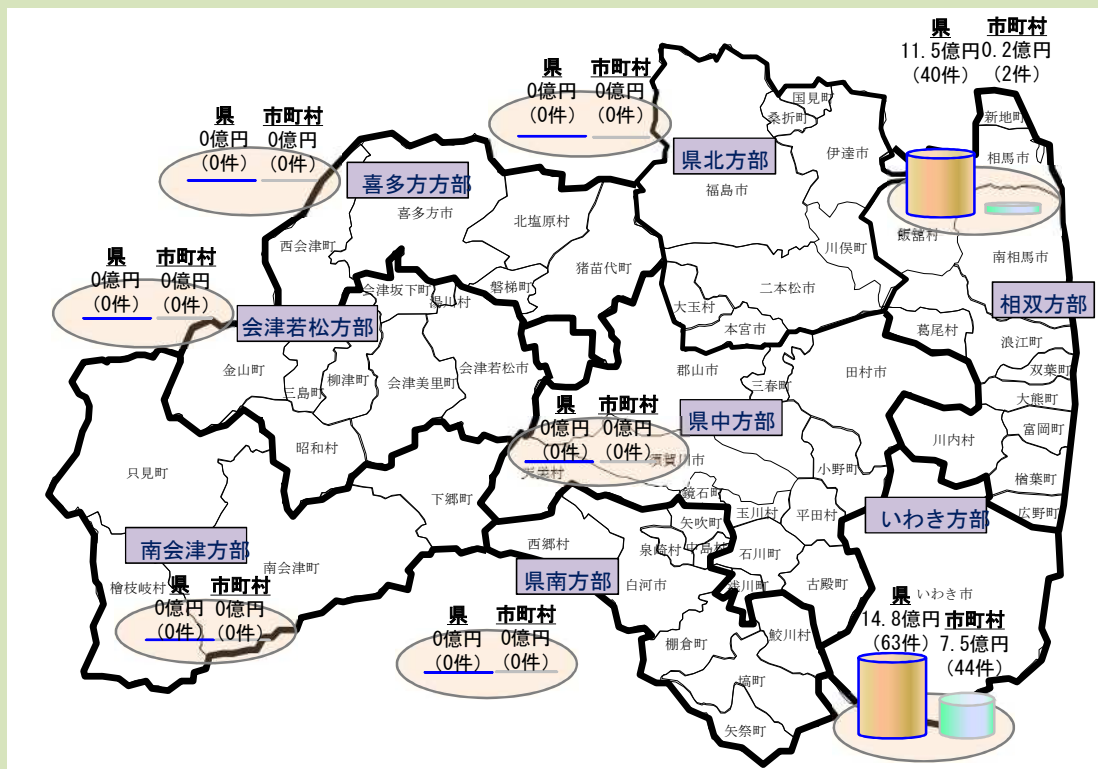 県 市町村
11.5億円 0.2億円
(40件) (2件)
県 市町村
0億円 0億円
(0件) (0件)
県 市町村
0億円 0億円
(0件) (0件)
国見町
桑折町
新地町
県北方部
伊達市
相馬市
喜多方方部
福島市
喜多方市
北塩原村
飯舘村
川俣町
西会津町
南相馬市
県 市町村
0億円 0億円
(0件) (0件)
猪苗代町
会津坂下町
湯川村
磐梯町
二本松市
大玉村
本宮市
相双方部
会津若松方部
葛尾村
浪江町
双葉町
金山町
三島町
柳津町
会津美里町
会津若松市
郡山市
三春町
田村市
大熊町
県 市町村
0億円 0億円
(0件) (0件)
県中方部
富岡町
川内村
昭和村
天栄村
須賀川市
小野町
只見町
楢葉町
下郷町
鏡石町
玉川村
平田村
いわき方部
広野町
矢吹町
西郷村
泉崎村
中島村
石川町
南会津方部
南会津町
県南方部
白河市
浅川町
古殿町
檜枝岐村
いわき市
県 市町村
0億円 0億円
(0件) (0件)
県
14.8億円 市町村
(63件) 7.5億円
(44件)
県 市町村
0億円 0億円
(0件) (0件)
棚倉町
鮫川村
塙町
矢祭町